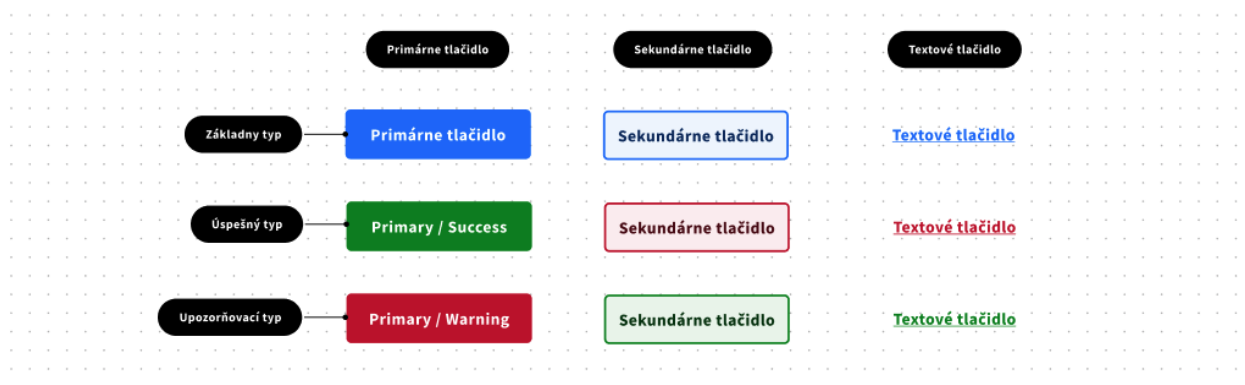 Primárne tlačidlo
Sekundárne tlačidlo
Textové tlačidlo
Základny typ
Primárne tlačidlo
Sekundárne tlačidlo
Textové tlačidlo
Úspešný typ
Primary / Success
Sekundárne tlačidlo
Textové tlačidlo
Upozorňovací typ
Primary / Warning
Sekundárne tlačidlo
Textové tlačidlo